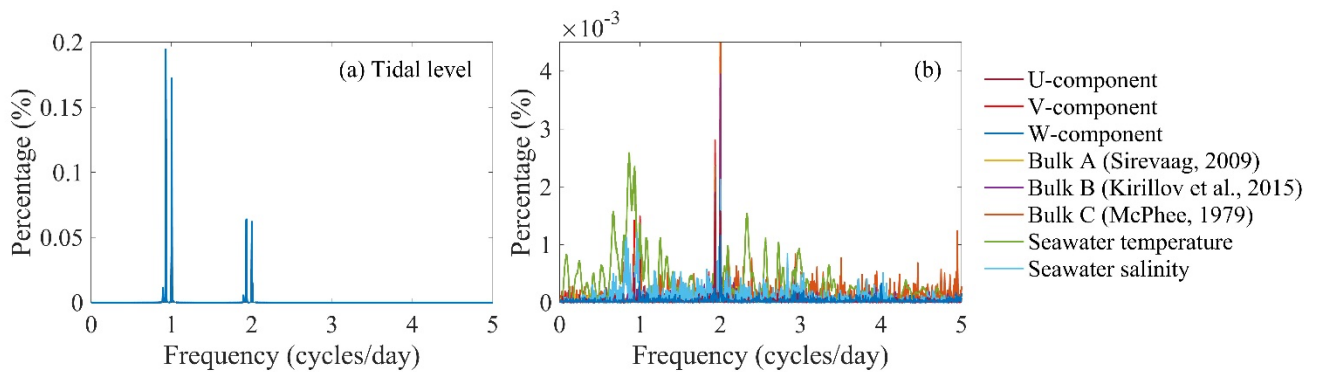 (a) Tidal level
Percentage (%)
0.2
0.15
0.1
0.05
0
0 1 2 3 4 5
Frequency (cycles/day)
×10⁻³
(b)
Percentage (%)
4
3
2
1
0
0 1 2 3 4 5
Frequency (cycles/day)
U-component
V-component
W-component
Bulk A (Sirevaag, 2009)
Bulk B (Kirillov et al., 2015)
Bulk C (McPhee, 1979)
Seawater temperature
Seawater salinity